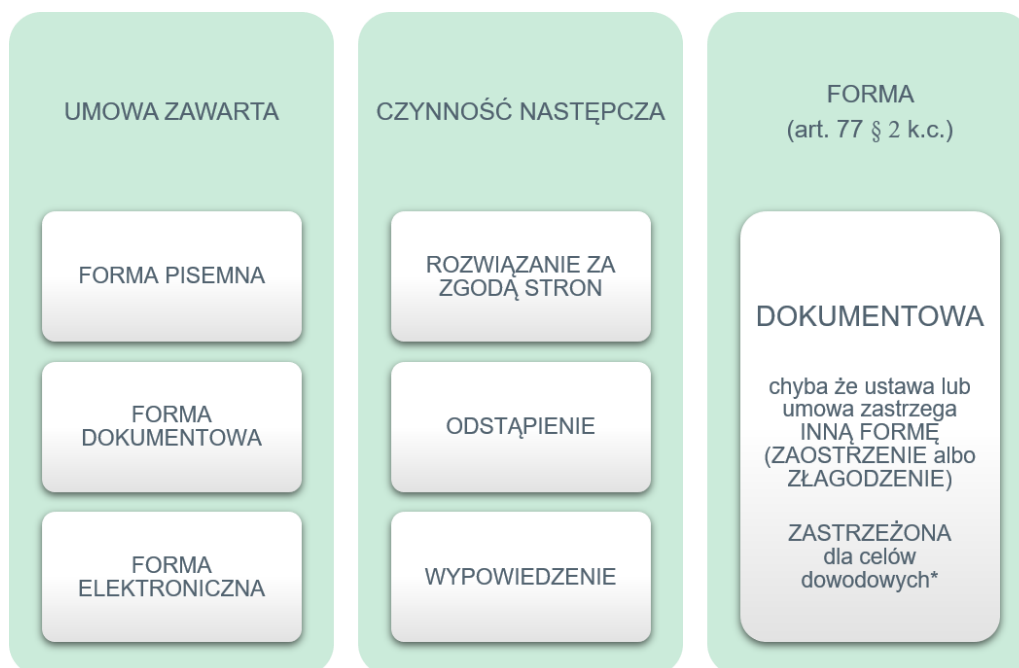 UMOWA ZAWARTA
FORMA PISEMNA
FORMA
DOKUMENTOWA
FORMA
ELEKTRONICZNA
CZYNNOŚĆ NASTĘPCZA
ROZWIĄZANIE ZA
ZGODĄ STRON
ODSTĄPIENIE
WYPOWIEDZENIE
FORMA
(art. 77 § 2 k.c.)
DOKUMENTOWA
chyba że ustawa lub
umowa zastrzega
INNĄ FORMĘ
(ZAOSTRZENIE albo
ZŁAGODZENIE)
ZASTRZEŻONA
dla celów
dowodowych*